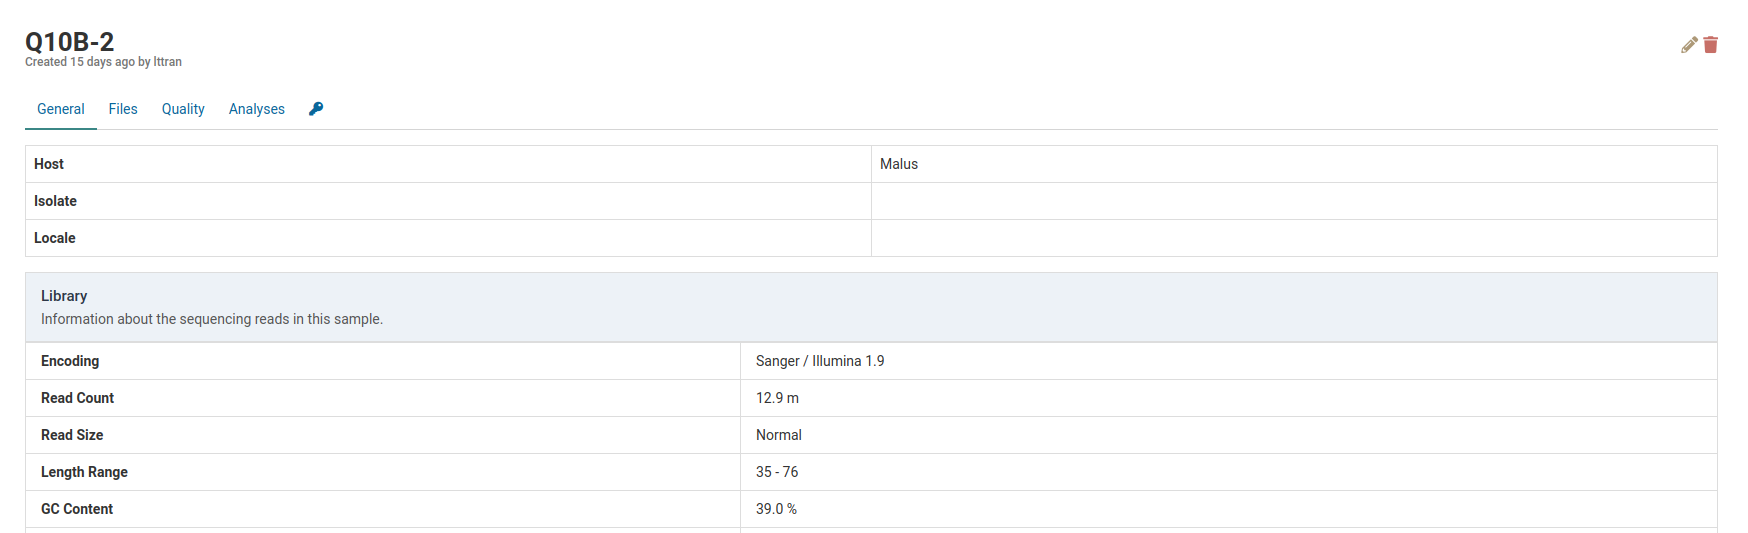 Q10B-2
Created 15 days ago by lttran
General Files Quality Analyses
Host Malus
Isolate
Locale
Library
Information about the sequencing reads in this sample.
Encoding Sanger / Illumina 1.9
Read Count 12.9 m
Read Size Normal
Length Range 35 - 76
GC Content 39.0 %